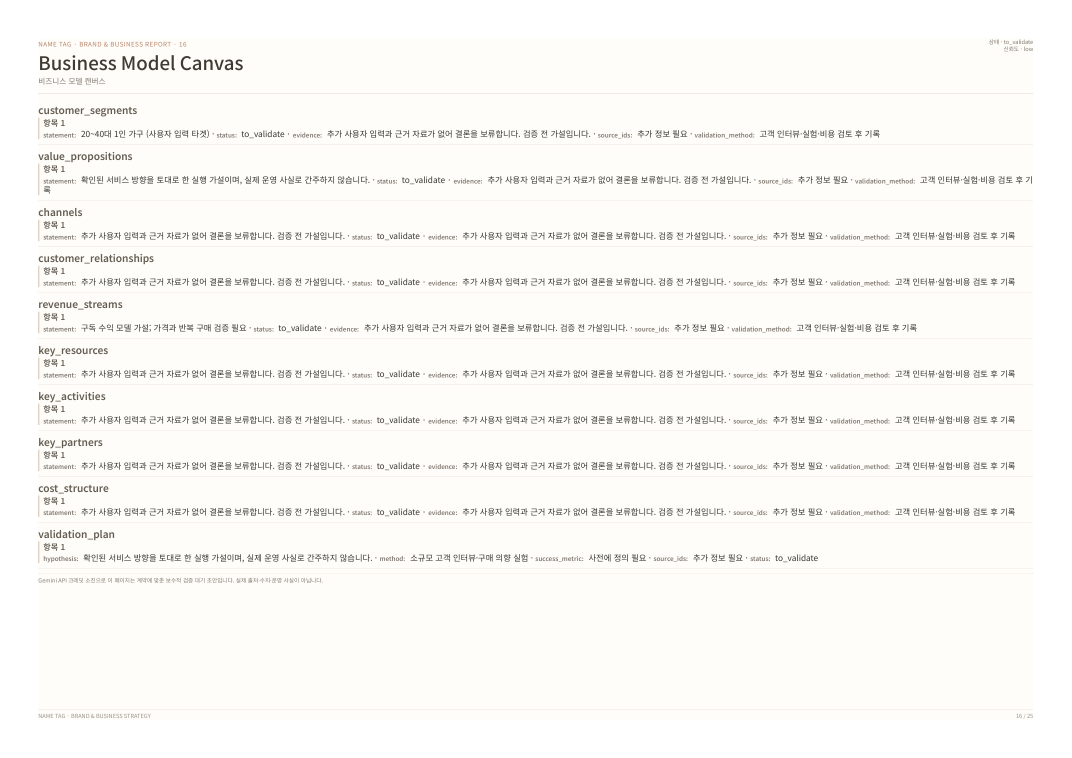 NAME TAG · BRAND & BUSINESS REPORT · 16
상태 · to_validate
신뢰도 · low
Business Model Canvas
비즈니스 모델 캔버스
customer_segments
항목 1
statement: 20~40대 1인 가구 (사용자 입력 타겟) · status: to_validate · evidence: 추가 사용자 입력과 근거 자료가 없어 결론을 보류합니다. 검증 전 가설입니다. · source_ids: 추가 정보 필요 · validation_method: 고객 인터뷰·실험·비용 검토 후 기록
value_propositions
항목 1
statement: 확인된 서비스 방향을 토대로 한 실행 가설이며, 실제 운영 사실로 간주하지 않습니다. · status: to_validate · evidence: 추가 사용자 입력과 근거 자료가 없어 결론을 보류합니다. 검증 전 가설입니다. · source_ids: 추가 정보 필요 · validation_method: 고객 인터뷰·실험·비용 검토 후 기
록
channels
항목 1
statement: 추가 사용자 입력과 근거 자료가 없어 결론을 보류합니다. 검증 전 가설입니다. · status: to_validate · evidence: 추가 사용자 입력과 근거 자료가 없어 결론을 보류합니다. 검증 전 가설입니다. · source_ids: 추가 정보 필요 · validation_method: 고객 인터뷰·실험·비용 검토 후 기록
customer_relationships
항목 1
statement: 추가 사용자 입력과 근거 자료가 없어 결론을 보류합니다. 검증 전 가설입니다. · status: to_validate · evidence: 추가 사용자 입력과 근거 자료가 없어 결론을 보류합니다. 검증 전 가설입니다. · source_ids: 추가 정보 필요 · validation_method: 고객 인터뷰·실험·비용 검토 후 기록
revenue_streams
항목 1
statement: 구독 수익 모델 가설; 가격과 반복 구매 검증 필요 · status: to_validate · evidence: 추가 사용자 입력과 근거 자료가 없어 결론을 보류합니다. 검증 전 가설입니다. · source_ids: 추가 정보 필요 · validation_method: 고객 인터뷰·실험·비용 검토 후 기록
key_resources
항목 1
statement: 추가 사용자 입력과 근거 자료가 없어 결론을 보류합니다. 검증 전 가설입니다. · status: to_validate · evidence: 추가 사용자 입력과 근거 자료가 없어 결론을 보류합니다. 검증 전 가설입니다. · source_ids: 추가 정보 필요 · validation_method: 고객 인터뷰·실험·비용 검토 후 기록
key_activities
항목 1
statement: 추가 사용자 입력과 근거 자료가 없어 결론을 보류합니다. 검증 전 가설입니다. · status: to_validate · evidence: 추가 사용자 입력과 근거 자료가 없어 결론을 보류합니다. 검증 전 가설입니다. · source_ids: 추가 정보 필요 · validation_method: 고객 인터뷰·실험·비용 검토 후 기록
key_partners
항목 1
statement: 추가 사용자 입력과 근거 자료가 없어 결론을 보류합니다. 검증 전 가설입니다. · status: to_validate · evidence: 추가 사용자 입력과 근거 자료가 없어 결론을 보류합니다. 검증 전 가설입니다. · source_ids: 추가 정보 필요 · validation_method: 고객 인터뷰·실험·비용 검토 후 기록
cost_structure
항목 1
statement: 추가 사용자 입력과 근거 자료가 없어 결론을 보류합니다. 검증 전 가설입니다. · status: to_validate · evidence: 추가 사용자 입력과 근거 자료가 없어 결론을 보류합니다. 검증 전 가설입니다. · source_ids: 추가 정보 필요 · validation_method: 고객 인터뷰·실험·비용 검토 후 기록
validation_plan
항목 1
hypothesis: 확인된 서비스 방향을 토대로 한 실행 가설이며, 실제 운영 사실로 간주하지 않습니다. · method: 소규모 고객 인터뷰·구매 의향 실험 · success_metric: 사전에 정의 필요 · source_ids: 추가 정보 필요 · status: to_validate
Gemini API 크레딧 소진으로 이 페이지는 계약에 맞춘 보수적 검증 대기 초안입니다. 실제 출처·수치·운영 사실이 아닙니다.
NAME TAG · BRAND & BUSINESS STRATEGY
16 / 25